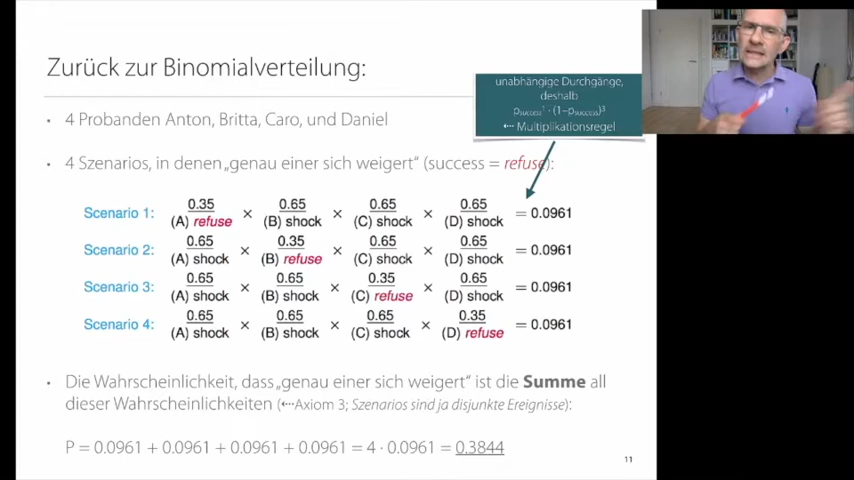 Zurück zur Binomialverteilung:
unabhängige Durchgänge,
deshalb
p_success¹ · (1–p_success)³
⇠ Multiplikationsregel
• 4 Probanden Anton, Britta, Caro, und Daniel
• 4 Szenarios, in denen „genau einer sich weigert“ (success = refuse):
Scenario 1: 0.35/(A) refuse × 0.65/(B) shock × 0.65/(C) shock × 0.65/(D) shock = 0.0961
Scenario 2: 0.65/(A) shock × 0.35/(B) refuse × 0.65/(C) shock × 0.65/(D) shock = 0.0961
Scenario 3: 0.65/(A) shock × 0.65/(B) shock × 0.35/(C) refuse × 0.65/(D) shock = 0.0961
Scenario 4: 0.65/(A) shock × 0.65/(B) shock × 0.65/(C) shock × 0.35/(D) refuse = 0.0961
• Die Wahrscheinlichkeit, dass „genau einer sich weigert“ ist die Summe all
dieser Wahrscheinlichkeiten (⇠Axiom 3; Szenarios sind ja disjunkte Ereignisse):
P = 0.0961 + 0.0961 + 0.0961 + 0.0961 = 4 · 0.0961 = 0.3844
11